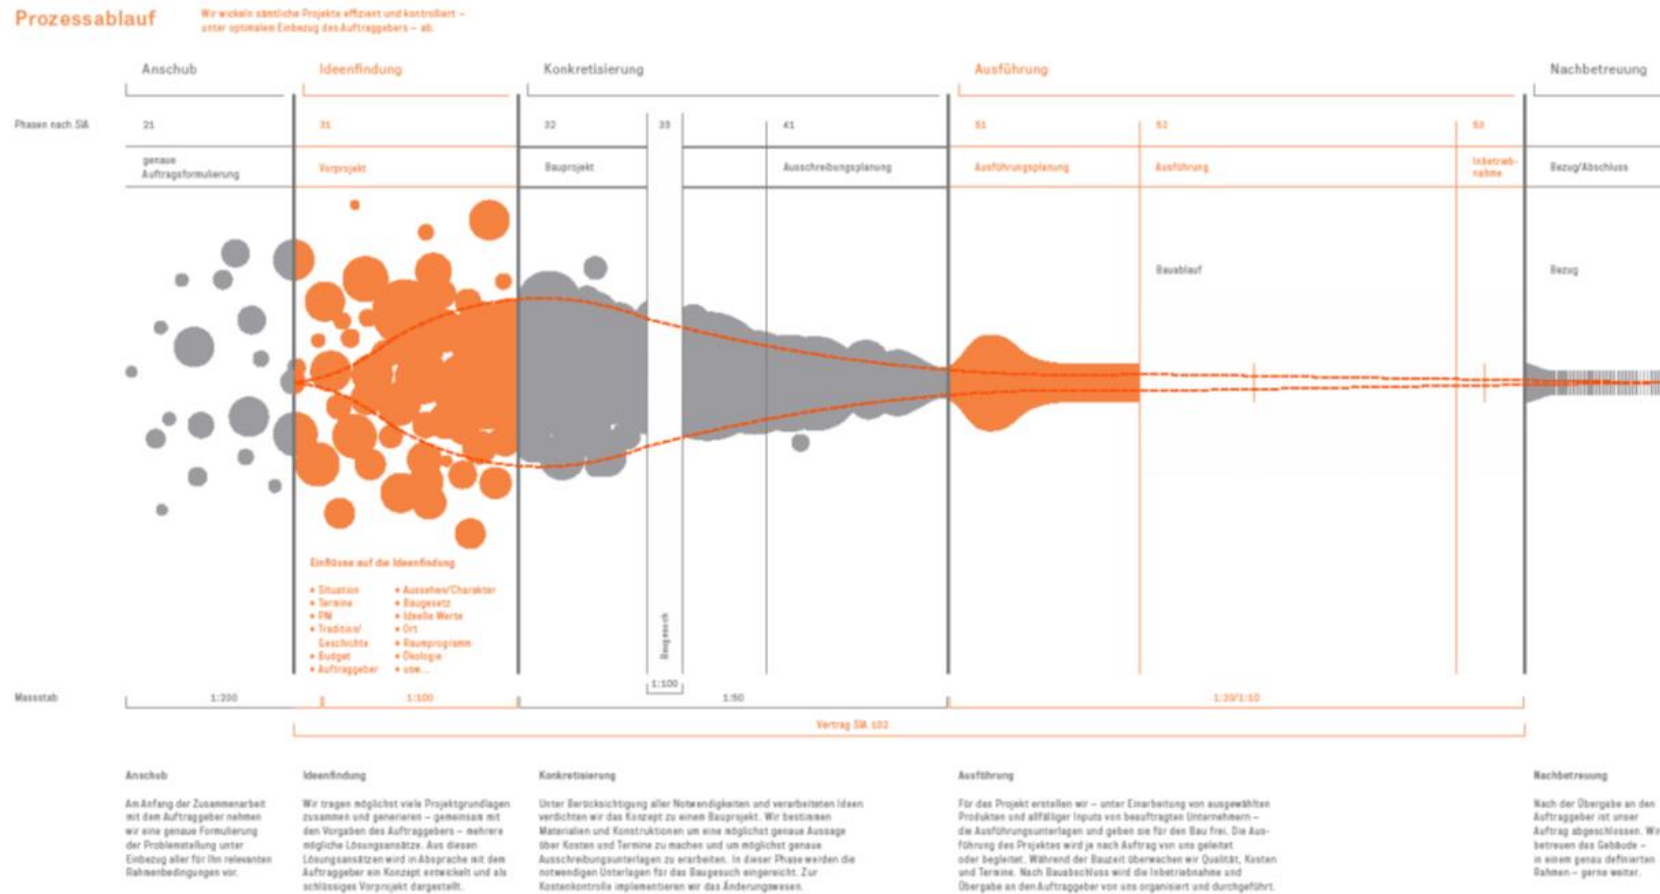 Prozessablauf
Wir wickeln sämtliche Projekte effizient und kontrolliert –
unter optimalem Einbezug des Auftraggebers – ab.
Anschub
Ideenfindung
Konkretisierung
Ausführung
Nachbetreuung
Phasen nach SIA
21
31
32
33
41
51
52
53
genaue
Auftragsformulierung
Vorprojekt
Bauprojekt
Ausschreibungsplanung
Ausführungsplanung
Ausführung
Inbetrieb-
nahme
Bezug/Abschluss
Bauablauf
Bezug
Einflüsse auf die Ideenfindung
• Situation
• Termine
• PM
• Tradition/
Geschichte
• Budget
• Auftraggeber
• Aussehen/Charakter
• Baugesetz
• Ideelle Werte
• Ort
• Raumprogramm
• Ökologie
• usw...
Baugesuch
Massstab
1:200
1:100
1:100
1:50
1:20/1:10
Vertrag SIA 102
Anschub
Am Anfang der Zusammenarbeit
mit dem Auftraggeber nehmen
wir eine genaue Formulierung
der Problemstellung unter
Einbezug aller für Ihn relevanten
Rahmenbedingungen vor.
Ideenfindung
Wir tragen möglichst viele Projektgrundlagen
zusammen und generieren – gemeinsam mit
den Vorgaben des Auftraggebers – mehrere
mögliche Lösungsansätze. Aus diesen
Lösungsansätzen wird in Absprache mit dem
Auftraggeber ein Konzept entwickelt und als
schlüssiges Vorprojekt dargestellt.
Konkretisierung
Unter Berücksichtigung aller Notwendigkeiten und verarbeiteten Ideen
verdichten wir das Konzept zu einem Bauprojekt. Wir bestimmen
Materialien und Konstruktionen um eine möglichst genaue Aussage
über Kosten und Termine zu machen und um möglichst genaue
Ausschreibungsunterlagen zu erarbeiten. In dieser Phase werden die
notwendigen Unterlagen für das Baugesuch eingereicht. Zur
Kostenkontrolle implementieren wir das Änderungswesen.
Ausführung
Für das Projekt erstellen wir – unter Einarbeitung von ausgewählten
Produkten und allfälliger Inputs von beauftragten Unternehmern –
die Ausführungsunterlagen und geben sie für den Bau frei. Die Aus-
führung des Projektes wird je nach Auftrag von uns geleitet
oder begleitet. Während der Bauzeit überwachen wir Qualität, Kosten
und Termine. Nach Bauabschluss wird die Inbetriebnahme und
Übergabe an den Auftraggeber von uns organisiert und durchgeführt.
Nachbetreuung
Nach der Übergabe an den
Auftraggeber ist unser
Auftrag abgeschlossen. Wir
betreuen das Gebäude –
in einem genau definierten
Rahmen – gerne weiter.